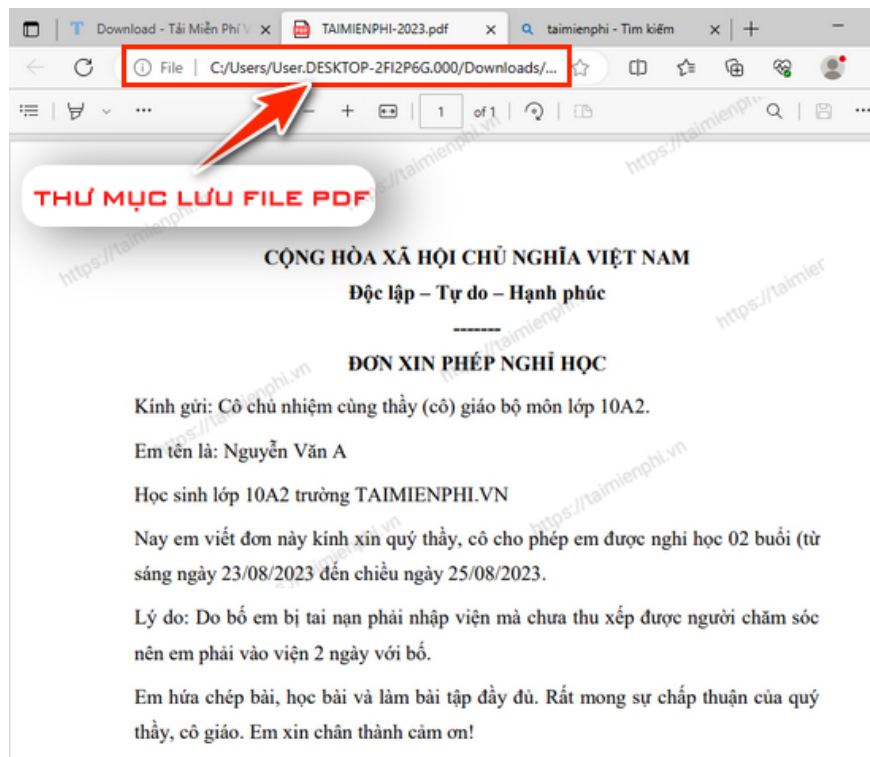 Download - Tải Miễn Phí V
TAIMIENPHI-2023.pdf
taimienphi - Tìm kiếm
File | C:/Users/User.DESKTOP-2FI2P6G.000/Downloads/...
1 of 1
THƯ MỤC LƯU FILE PDF
CỘNG HÒA XÃ HỘI CHỦ NGHĨA VIỆT NAM
Độc lập – Tự do – Hạnh phúc
-------
ĐƠN XIN PHÉP NGHỈ HỌC
Kính gửi: Cô chủ nhiệm cùng thầy (cô) giáo bộ môn lớp 10A2.
Em tên là: Nguyễn Văn A
Học sinh lớp 10A2 trường TAIMIENPHI.VN
Nay em viết đơn này kính xin quý thầy, cô cho phép em được nghỉ học 02 buổi (từ
sáng ngày 23/08/2023 đến chiều ngày 25/08/2023.
Lý do: Do bố em bị tai nạn phải nhập viện mà chưa thu xếp được người chăm sóc
nên em phải vào viện 2 ngày với bố.
Em hứa chép bài, học bài và làm bài tập đầy đủ. Rất mong sự chấp thuận của quý
thầy, cô giáo. Em xin chân thành cảm ơn!